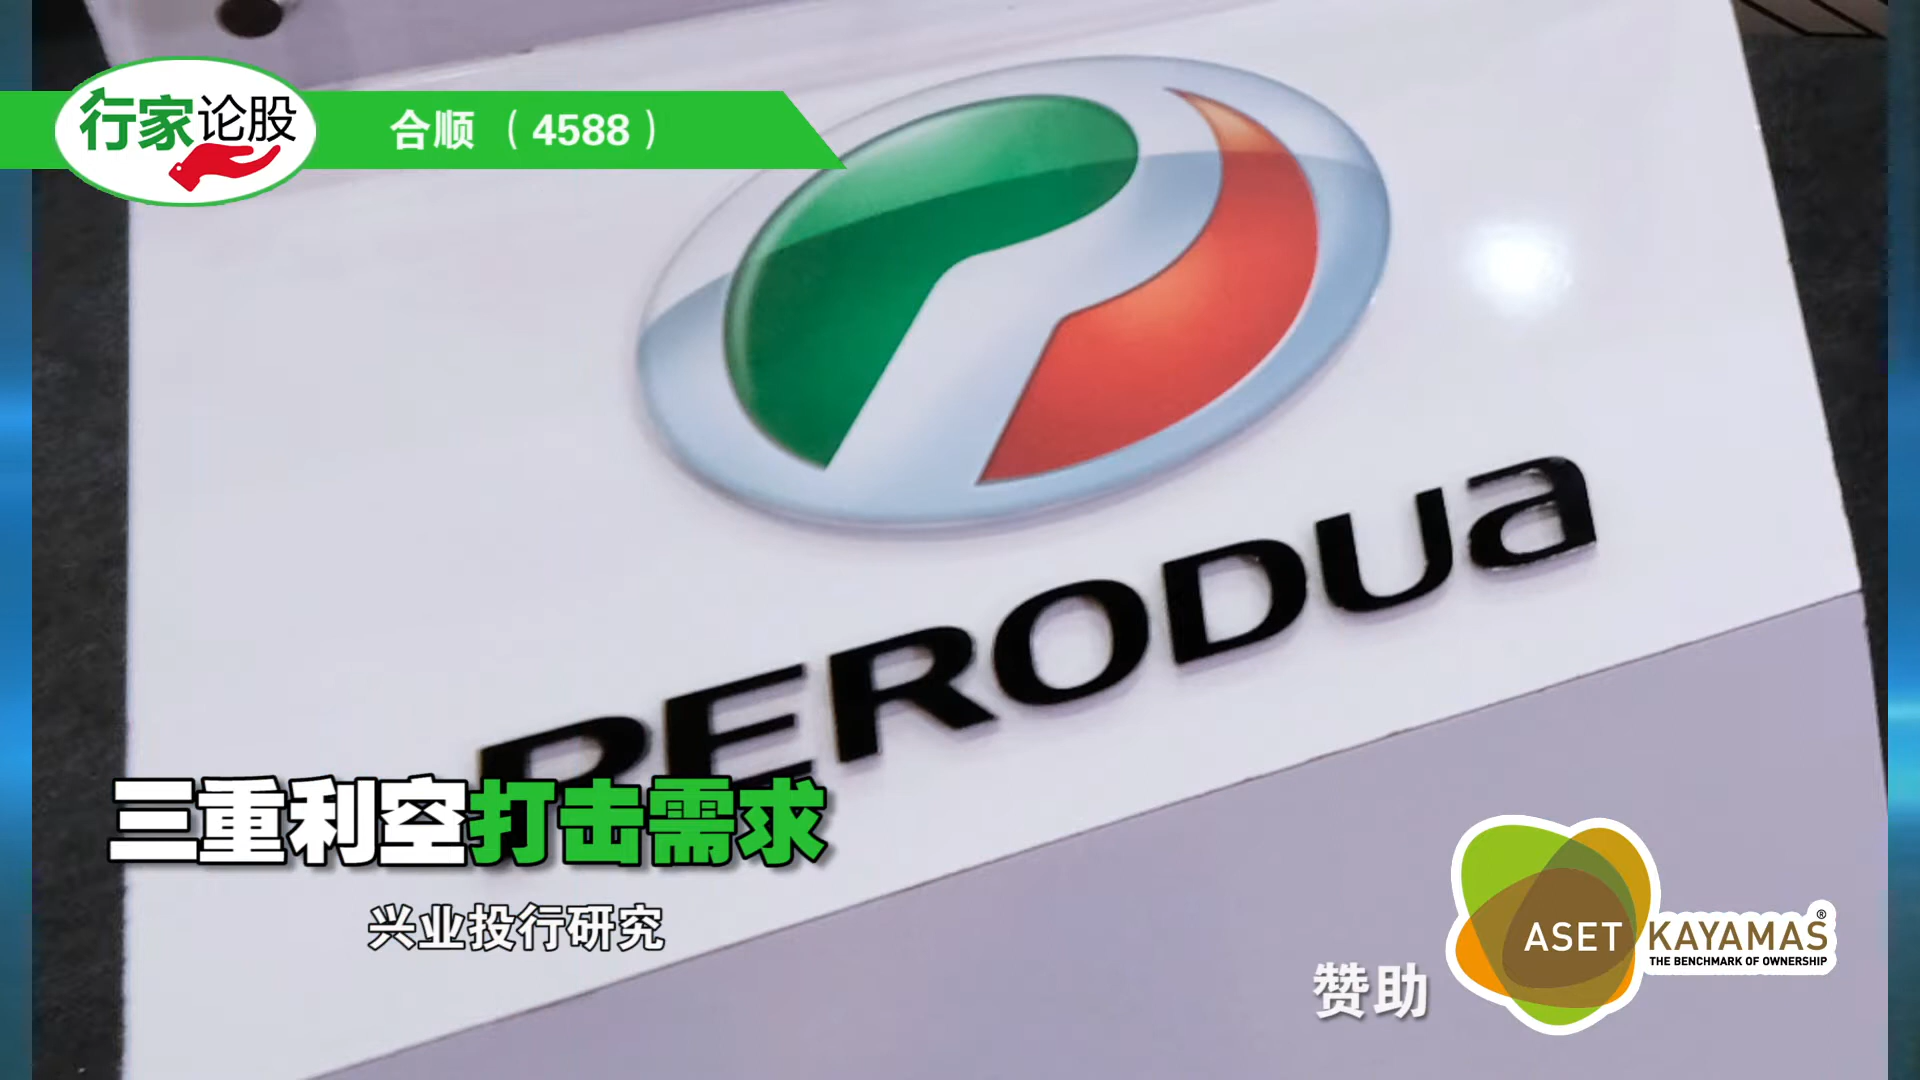 行家论股
合顺（4588）
PERODUA
三重利空打击需求
兴业投行研究
赞助
ASET KAYAMAS®
THE BENCHMARK OF OWNERSHIP